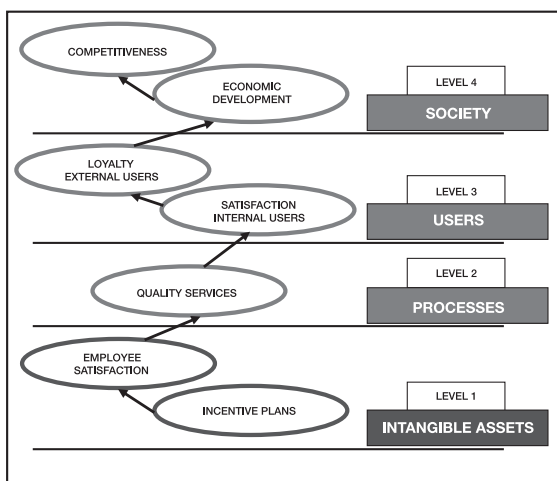 COMPETITIVENESS
ECONOMIC
DEVELOPMENT
LEVEL 4
SOCIETY
LOYALTY
EXTERNAL USERS
SATISFACTION
INTERNAL USERS
LEVEL 3
USERS
QUALITY SERVICES
LEVEL 2
PROCESSES
EMPLOYEE
SATISFACTION
INCENTIVE PLANS
LEVEL 1
INTANGIBLE ASSETS